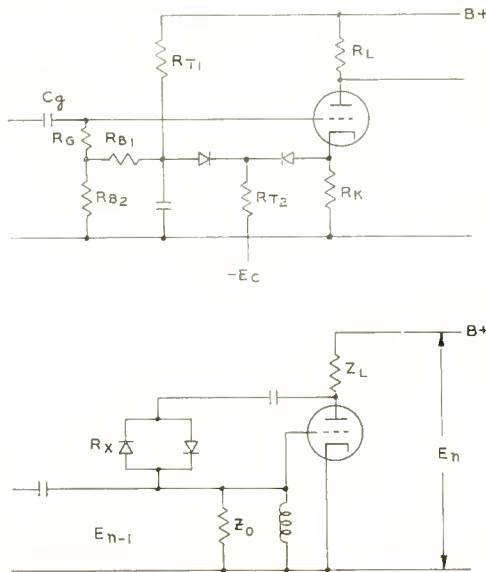 B+
RL
RT1
Cg
RG
RB1
RB2
RT2
RK
-Ec
B+
ZL
RX
En
Z0
En-1